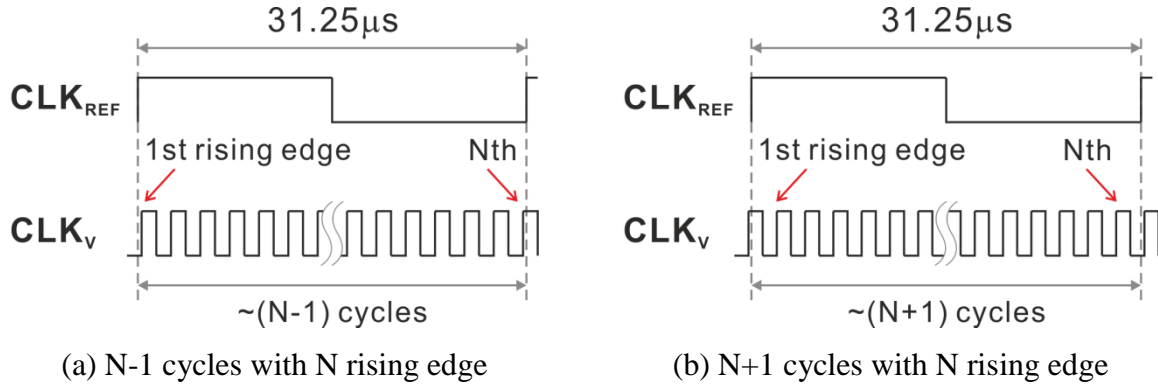 31.25μs
CLKREF
1st rising edge Nth
CLKV
~(N-1) cycles
(a) N-1 cycles with N rising edge
31.25μs
CLKREF
1st rising edge Nth
CLKV
~(N+1) cycles
(b) N+1 cycles with N rising edge